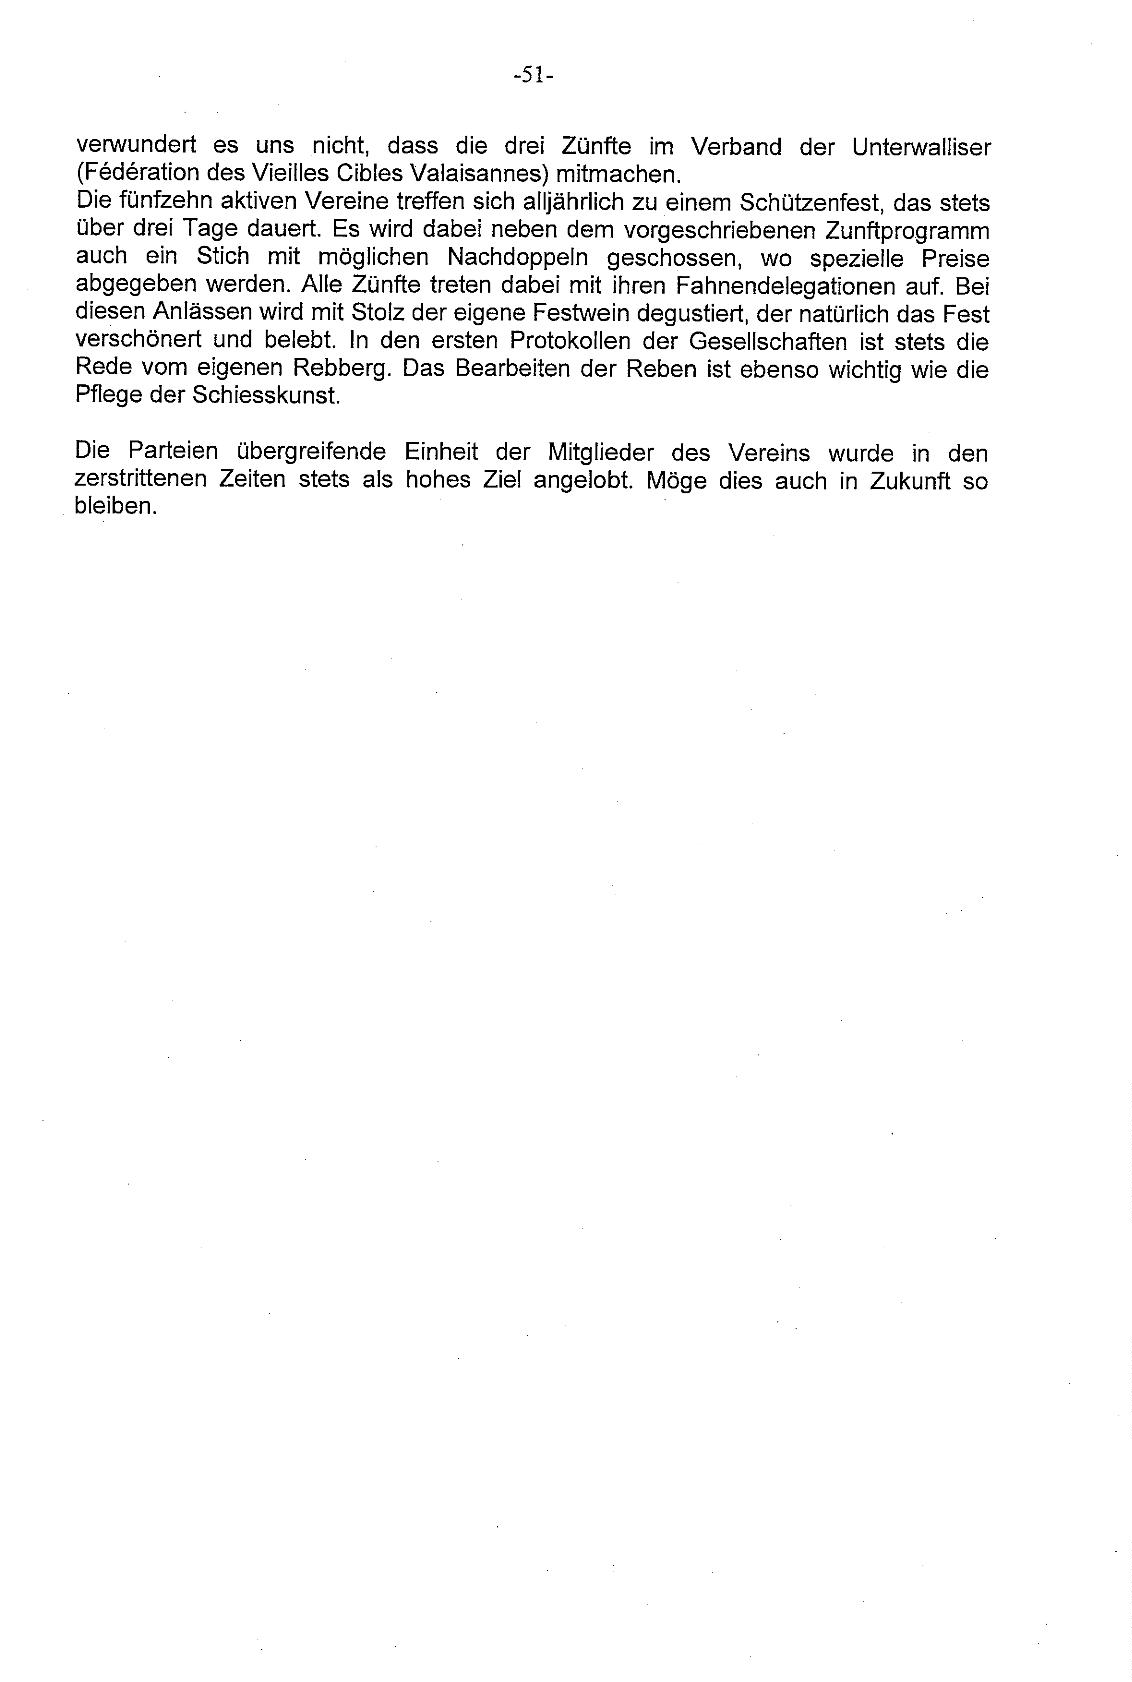 -51-
verwundert es uns nicht, dass die drei Zünfte im Verband der Unterwalliser
(Fédération des Vieilles Cibles Valaisannes) mitmachen.
Die fünfzehn aktiven Vereine treffen sich alljährlich zu einem Schützenfest, das stets
über drei Tage dauert. Es wird dabei neben dem vorgeschriebenen Zunftprogramm
auch ein Stich mit möglichen Nachdoppeln geschossen, wo spezielle Preise
abgegeben werden. Alle Zünfte treten dabei mit ihren Fahnendelegationen auf. Bei
diesen Anlässen wird mit Stolz der eigene Festwein degustiert, der natürlich das Fest
verschönert und belebt. In den ersten Protokollen der Gesellschaften ist stets die
Rede vom eigenen Rebberg. Das Bearbeiten der Reben ist ebenso wichtig wie die
Pflege der Schiesskunst.
Die Parteien übergreifende Einheit der Mitglieder des Vereins wurde in den
zerstrittenen Zeiten stets als hohes Ziel angelobt. Möge dies auch in Zukunft so
bleiben.